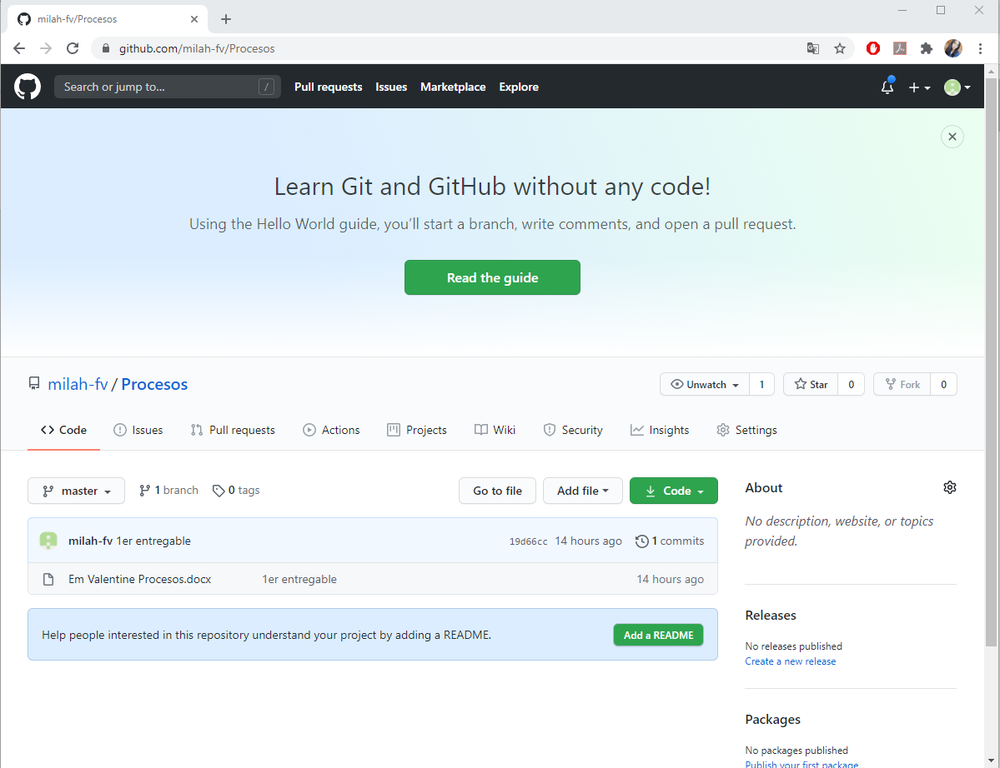 milah-fv/Procesos
github.com/milah-fv/Procesos
Search or jump to... /
Pull requests Issues Marketplace Explore
Learn Git and GitHub without any code!
Using the Hello World guide, you’ll start a branch, write comments, and open a pull request.
Read the guide
milah-fv / Procesos
Unwatch 1 Star 0 Fork 0
Code Issues Pull requests Actions Projects Wiki Security Insights Settings
master 1 branch 0 tags Go to file Add file Code
milah-fv 1er entregable 19d66cc 14 hours ago 1 commits
Em Valentine Procesos.docx 1er entregable 14 hours ago
Help people interested in this repository understand your project by adding a README. Add a README
About
No description, website, or topics
provided.
Releases
No releases published
Create a new release
Packages
No packages published
Publish your first package